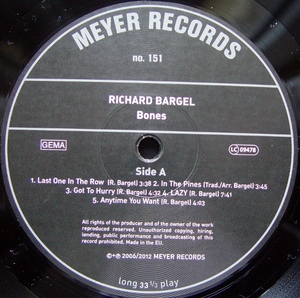 MEYER RECORDS
no. 151
RICHARD BARGEL
Bones
Side A
GEMA
LC 09478
1. Last One In The Row (R. Bargel) 3:38 2. In The Pines (Trad./Arr. Bargel) 3:45
3. Got To Hurry (R. Bargel) 4:32 4. LAZY (R. Bargel) 7:41
5. Anytime You Want (R. Bargel) 4:03
All rights of the producer and of the owner of the work
reproduced reserved. Unauthorized copying, hiring,
lending, public performance and broadcasting of this
record prohibited. Made in the EU.
©+℗ 2006/2012 MEYER RECORDS
long 33 1/3 play